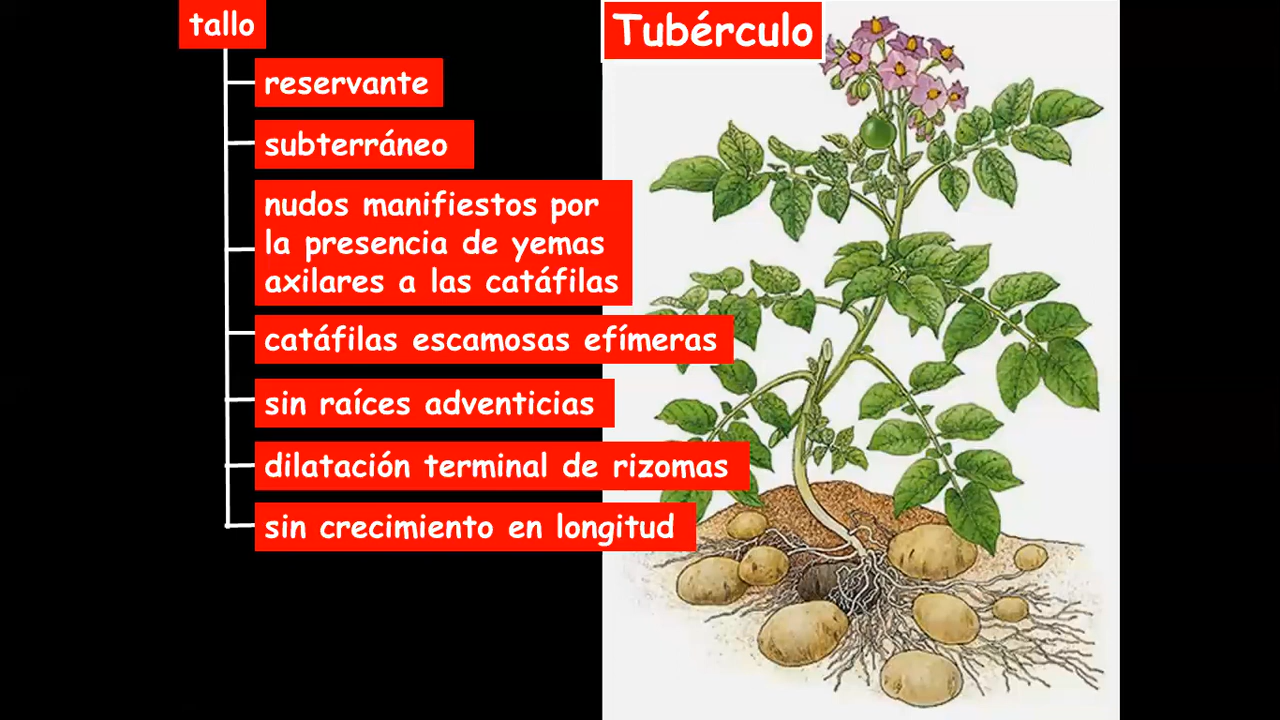 tallo
Tubérculo
reservante
subterráneo
nudos manifiestos por
la presencia de yemas
axilares a las catáfilas
catáfilas escamosas efímeras
sin raíces adventicias
dilatación terminal de rizomas
sin crecimiento en longitud